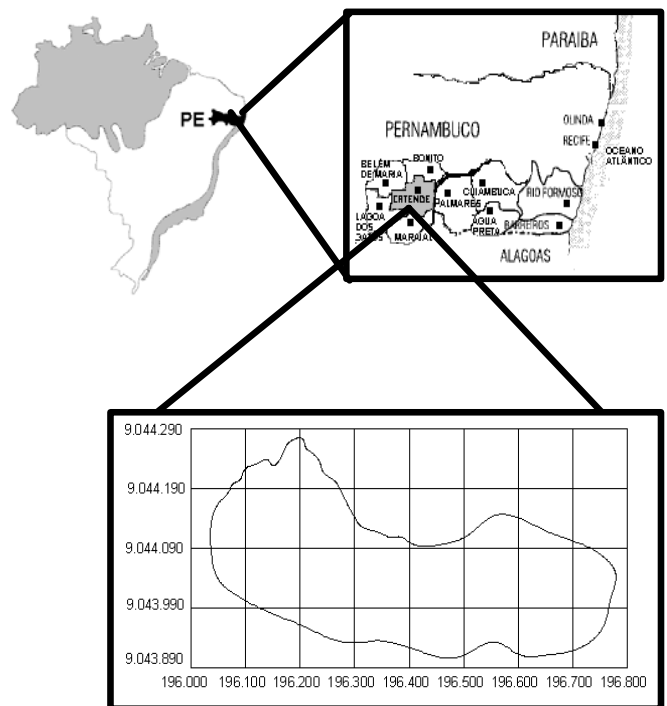 PARAIBA
PE
OLINDA
PERNAMBUCO
RECIFE
OCEANO
ATLÂNTICO
BELÉM
DE MARIA
BONITO
CUIAMBUCA
RIO FORMOSO
CATENDE
PALMARES
LAGOA
DOS
GATOS
MARAIAL
ÁGUA
PRETA
BARREIROS
ALAGOAS
9.044.290
9.044.190
9.044.090
9.043.990
9.043.890
196.000 196.100 196.200 196.300 196.400 196.500 196.600 196.700 196.800